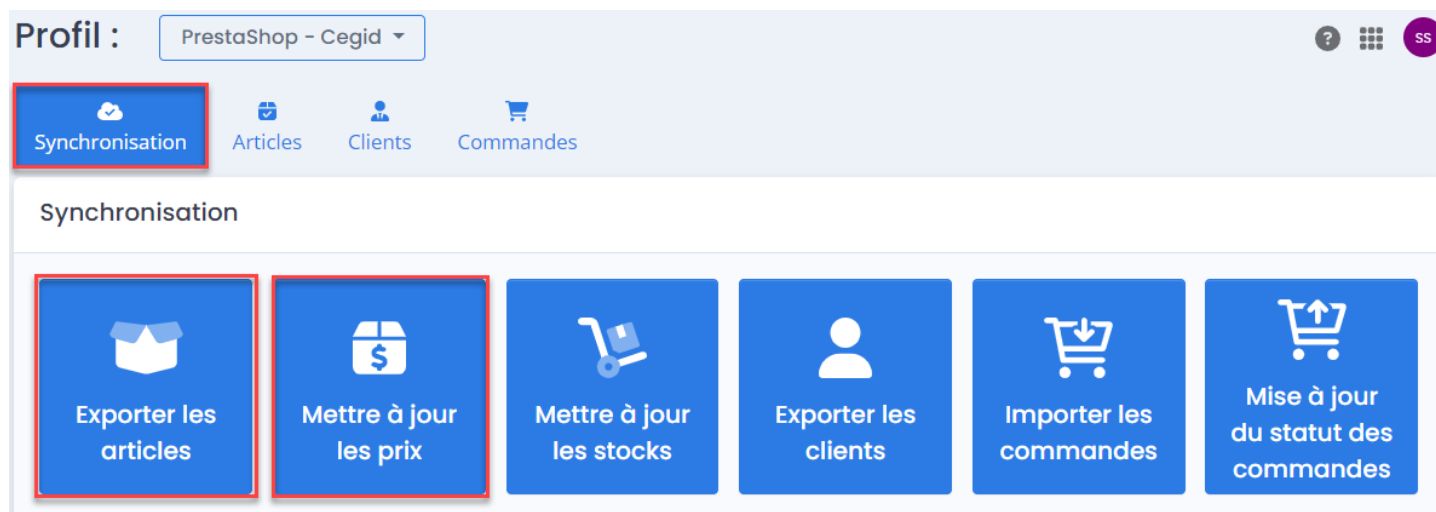 Profil :
PrestaShop - Cegid
?
SS
Synchronisation
Articles
Clients
Commandes
Synchronisation
$
Exporter les
articles
Mettre à jour
les prix
Mettre à jour
les stocks
Exporter les
clients
Importer les
commandes
Mise à jour
du statut des
commandes